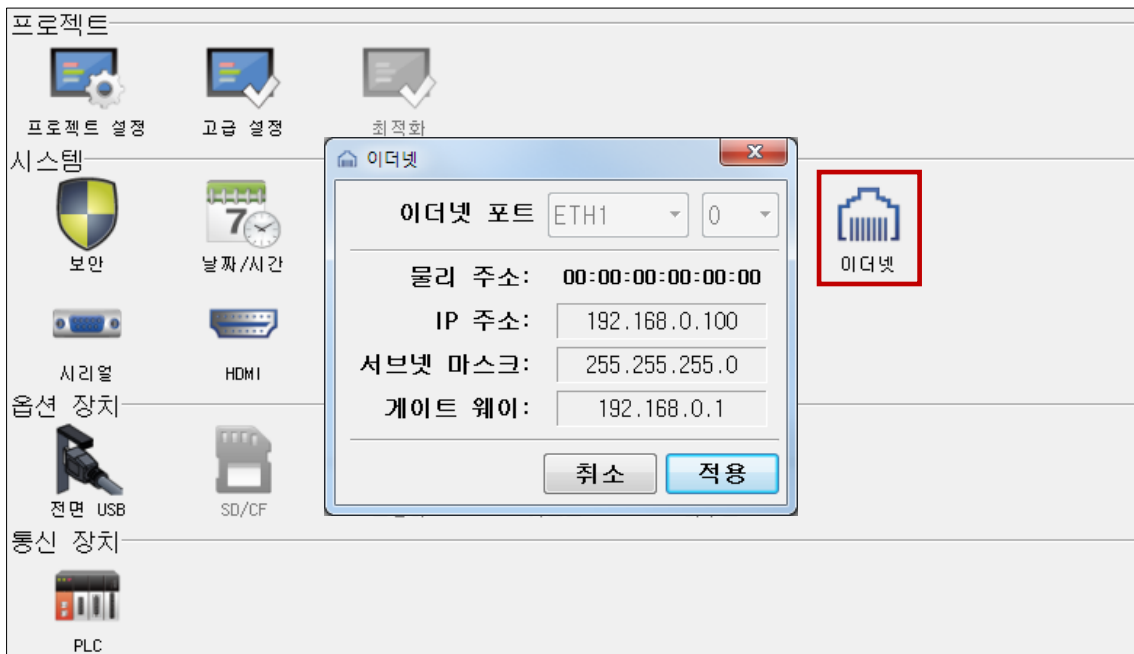 프로젝트
프로젝트 설정
고급 설정
최적화
시스템
보안
날짜/시간
이더넷
시리얼
HDMI
이더넷
이더넷 포트 ETH1 0
물리 주소: 00:00:00:00:00:00
IP 주소: 192.168.0.100
서브넷 마스크: 255.255.255.0
게이트 웨이: 192.168.0.1
취소 적용
옵션 장치
전면 USB
SD/CF
통신 장치
PLC